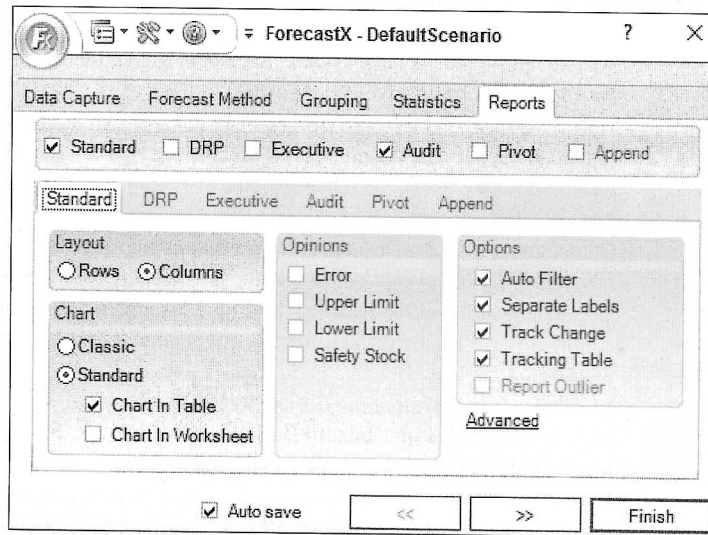 FX ForecastX - DefaultScenario ? ×
Data Capture Forecast Method Grouping Statistics Reports
Standard DRP Executive Audit Pivot Append
Standard DRP Executive Audit Pivot Append
Layout
Rows Columns
Chart
Classic
Standard
Chart In Table
Chart In Worksheet
Opinions
Error
Upper Limit
Lower Limit
Safety Stock
Options
Auto Filter
Separate Labels
Track Change
Tracking Table
Report Outlier
Advanced
Auto save << >> Finish